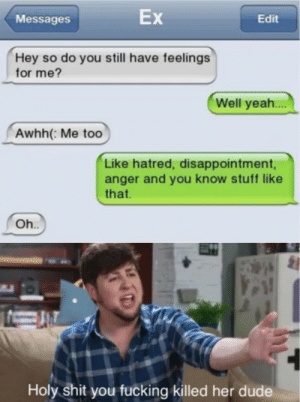 Messages
Ex
Edit
Hey so do you still have feelings
for me?
Well yeah....
Awhh(: Me too
Like hatred, disappointment,
anger and you know stuff like
that.
Oh..
Holy shit you fucking killed her dude